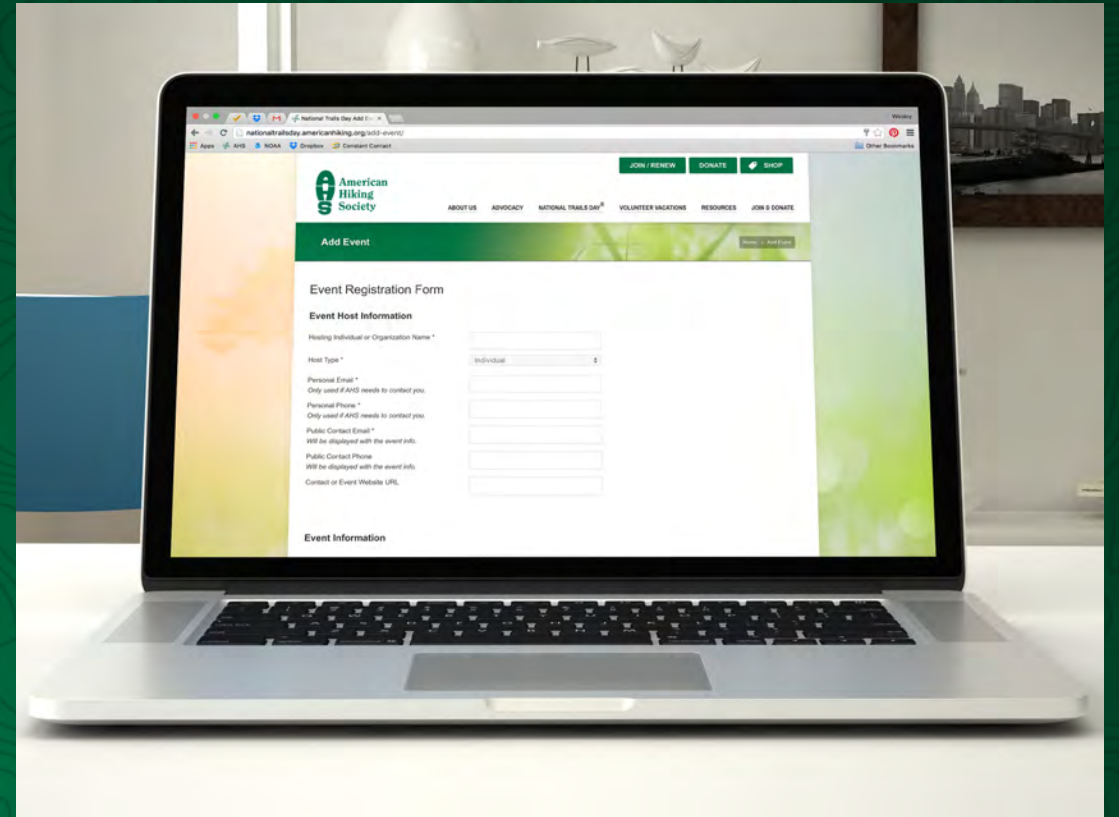 National Trails Day Add Ev
Wesley
nationaltrailsday.americanhiking.org/add-event/
Apps AHS NOAA Dropbox Constant Contact Other Bookmarks
JOIN / RENEW DONATE SHOP
American
Hiking
Society
AHS
ABOUT US ADVOCACY NATIONAL TRAILS DAY® VOLUNTEER VACATIONS RESOURCES JOIN & DONATE
Add Event
Home Add Event
Event Registration Form
Event Host Information
Hosting Individual or Organization Name *
Host Type * Individual
Personal Email *
Only used if AHS needs to contact you.
Personal Phone *
Only used if AHS needs to contact you.
Public Contact Email *
Will be displayed with the event info.
Public Contact Phone
Will be displayed with the event info.
Contact or Event Website URL
Event Information